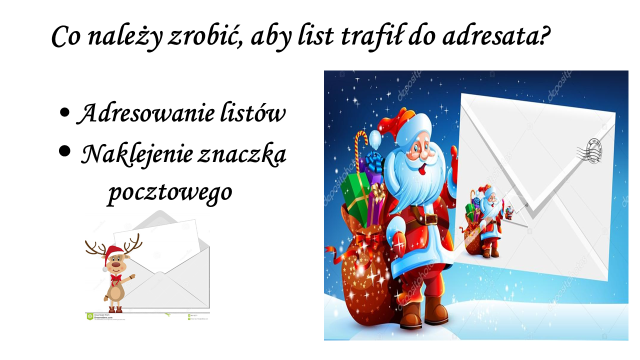 Co należy zrobić, aby list trafił do adresata?
• Adresowanie listów
• Naklejenie znaczka
pocztowego